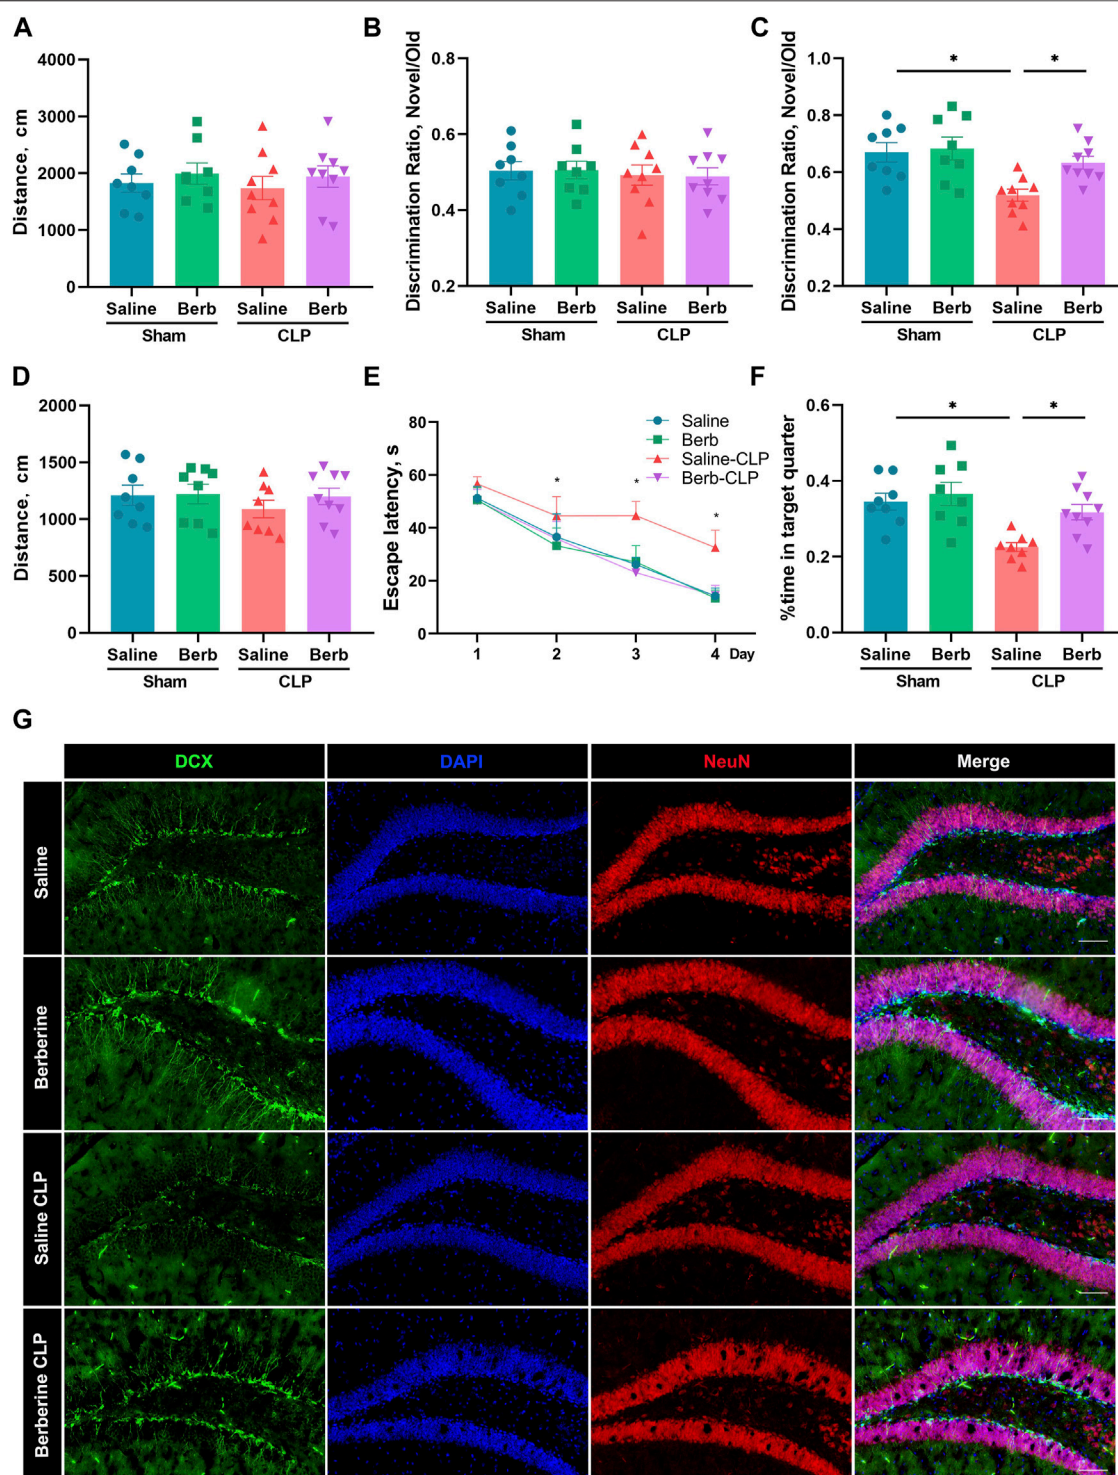 A
Distance, cm
4000
3000
2000
1000
0
Saline Berb Saline Berb
Sham CLP
B
Discrimination Ratio, Novel/Old
0.8
0.6
0.4
0.2
Saline Berb Saline Berb
Sham CLP
C
Discrimination Ratio, Novel/Old
1.0
0.8
0.6
0.4
0.2
* *
Saline Berb Saline Berb
Sham CLP
D
Distance, cm
2000
1500
1000
500
0
Saline Berb Saline Berb
Sham CLP
E
Escape latency, s
80
60
40
20
0
Saline
Berb
Saline-CLP
Berb-CLP
* * *
1 2 3 4 Day
F
%time in target quarter
0.6
0.4
0.2
0.0
* *
Saline Berb Saline Berb
Sham CLP
G
DCX DAPI NeuN Merge
Saline
Berberine
Saline CLP
Berberine CLP